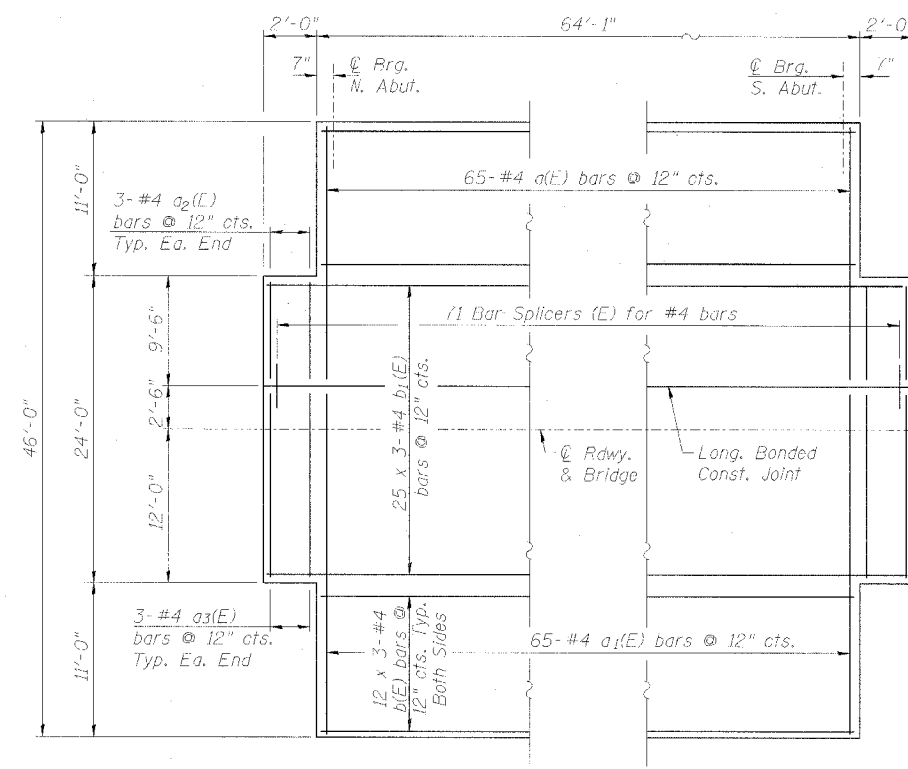 2'-0"
64'-1"
2'-0
7"
℄ Brg.
N. Abut.
℄ Brg.
S. Abut.
7"
11'-0"
3-#4 a2(E)
bars @ 12" cts.
Typ. Ea. End
65-#4 a(E) bars @ 12" cts.
71 Bar Splicers (E) for #4 bars
46'-0"
24'-0"
9'-6"
2'-6"
12'-0"
25 x 3-#4 b1(E)
bars @ 12" cts.
℄ Rdwy.
& Bridge
Long. Bonded
Const. Joint
11'-0"
3-#4 a3(E)
bars @ 12" cts.
Typ. Ea. End
12 x 3-#4
b(E) bars @
12" cts. Typ.
Both Sides
65-#4 a1(E) bars @ 12" cts.